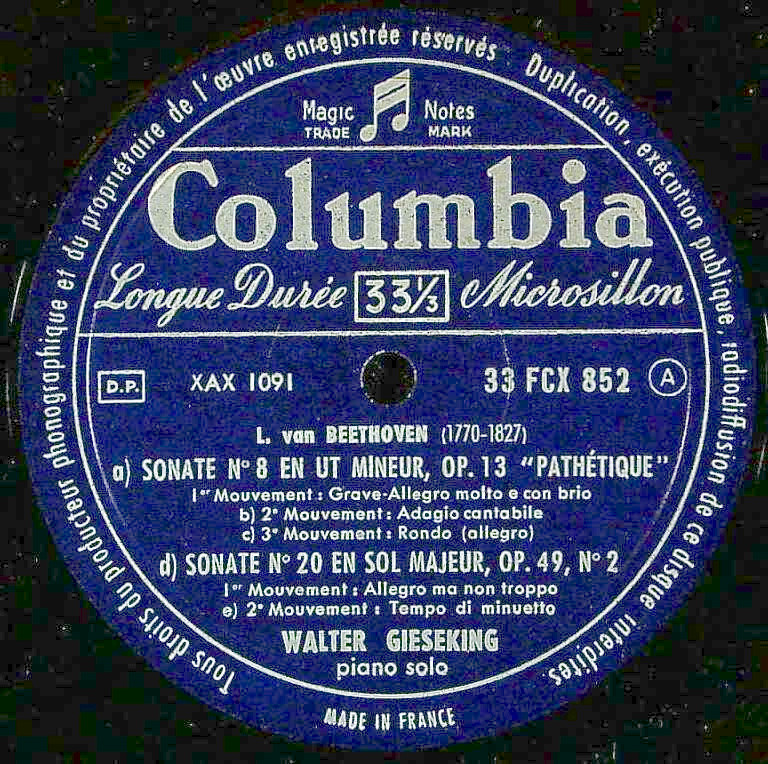 Tous droits du producteur phonographique et du propriétaire de l'œuvre enregistrée réservés. Duplication, exécution publique, radiodiffusion de ce disque interdites.
Magic Notes
TRADE MARK
Columbia
Longue Durée 33⅓ Microsillon
D.P. XAX 1091 33 FCX 852 A
L. van BEETHOVEN (1770-1827)
a) SONATE N° 8 EN UT MINEUR, OP. 13 "PATHÉTIQUE"
1er Mouvement : Grave-Allegro molto e con brio
b) 2e Mouvement : Adagio cantabile
c) 3e Mouvement : Rondo (allegro)
d) SONATE N° 20 EN SOL MAJEUR, OP. 49, N° 2
1er Mouvement : Allegro ma non troppo
e) 2e Mouvement : Tempo di minuetto
WALTER GIESEKING
piano solo
MADE IN FRANCE